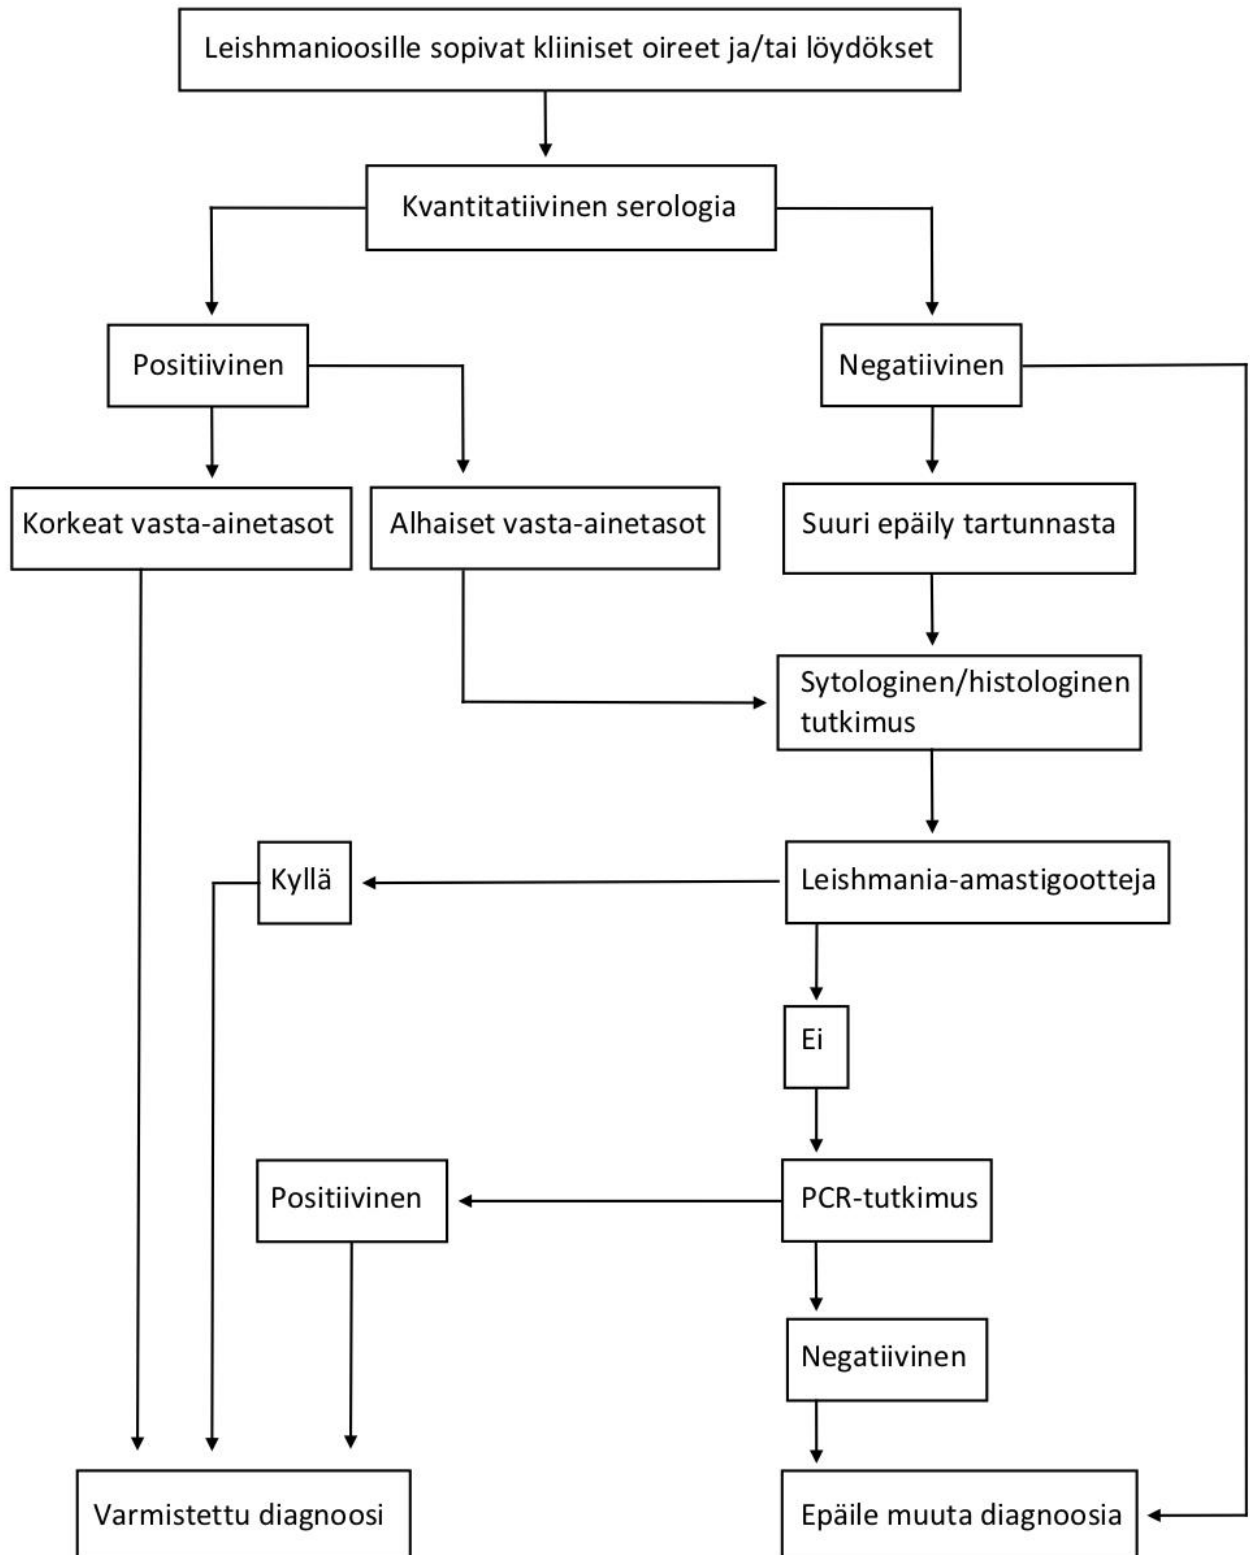 Leishmanioosille sopivat kliiniset oireet ja/tai löydökset
Kvantitatiivinen serologia
Positiivinen
Negatiivinen
Korkeat vasta-ainetasot
Alhaiset vasta-ainetasot
Suuri epäily tartunnasta
Sytologinen/histologinen
tutkimus
Kyllä
Leishmania-amastigootteja
Ei
Positiivinen
PCR-tutkimus
Negatiivinen
Varmistettu diagnoosi
Epäile muuta diagnoosia